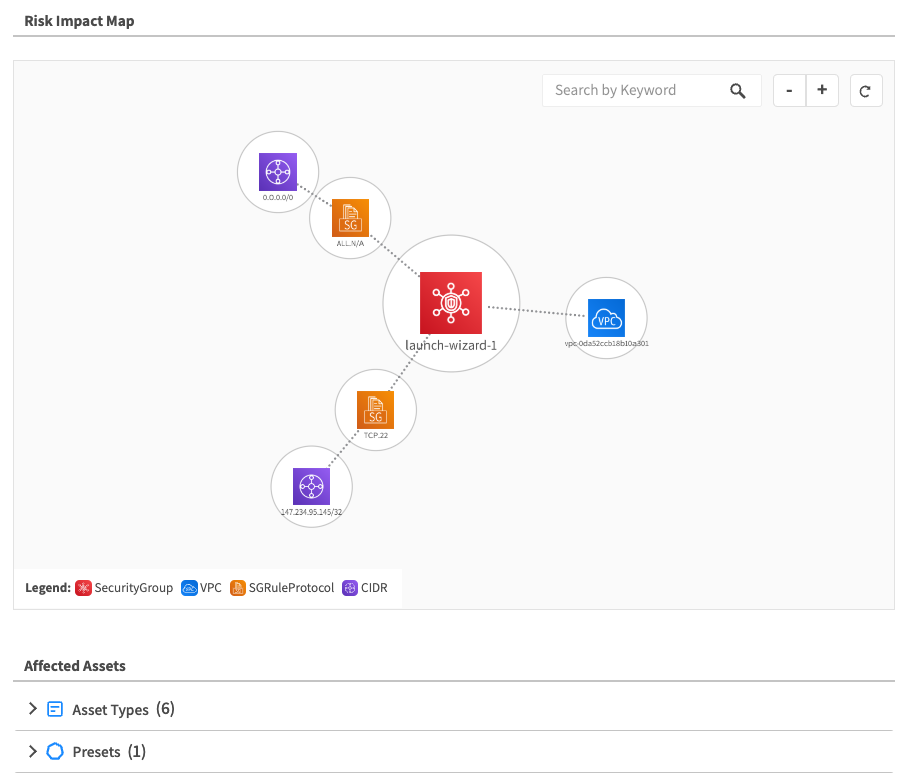 Risk Impact Map
Search by Keyword
-
+
0.0.0.0/0
SG
ALL.N/A
launch-wizard-1
VPC
vpc-0da52ccb18b10a301
SG
TCP.22
147.234.95.145/32
Legend: SecurityGroup VPC SGRuleProtocol CIDR
Affected Assets
Asset Types (6)
Presets (1)